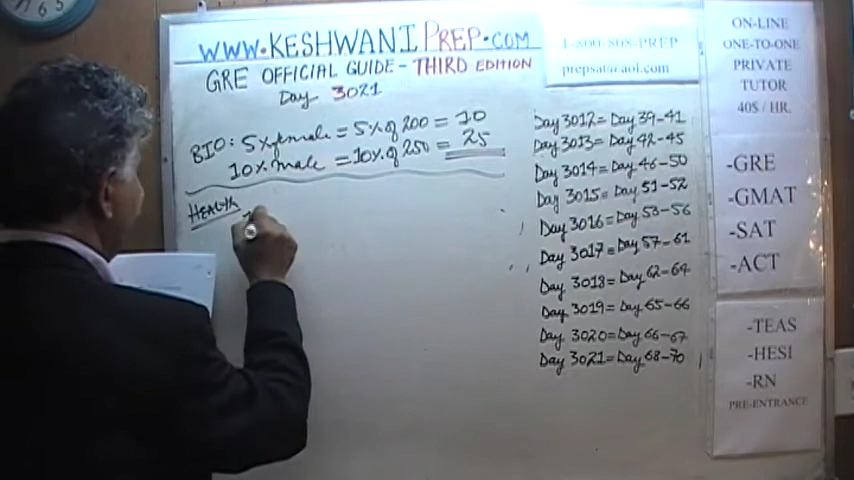 WWW.KESHWANIPREP.COM
GRE OFFICIAL GUIDE - THIRD EDITION
Day 3021
BIO: 5% female = 5% of 200 = 10
10% male = 10% of 250 = 25
HEALTH
1-800-808-PREP
prepsat@aol.com
Day 3012 = Day 39-41
Day 3013 = Day 42-45
Day 3014 = Day 46-50
Day 3015 = Day 51-52
Day 3016 = Day 53-56
Day 3017 = Day 57-61
Day 3018 = Day 62-64
Day 3019 = Day 65-66
Day 3020 = Day 66-67
Day 3021 = Day 68-70
ON-LINE
ONE-TO-ONE
PRIVATE
TUTOR
40$ / HR.
-GRE
-GMAT
-SAT
-ACT
-TEAS
-HESI
-RN
PRE-ENTRANCE